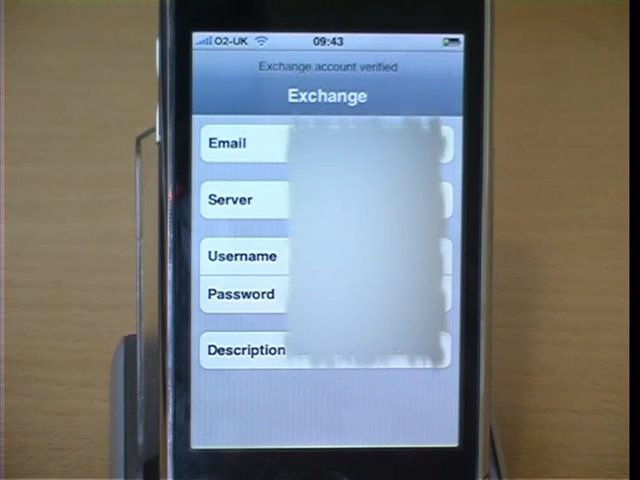 O2-UK 09:43
Exchange account verified
Exchange
Email
Server
Username
Password
Description